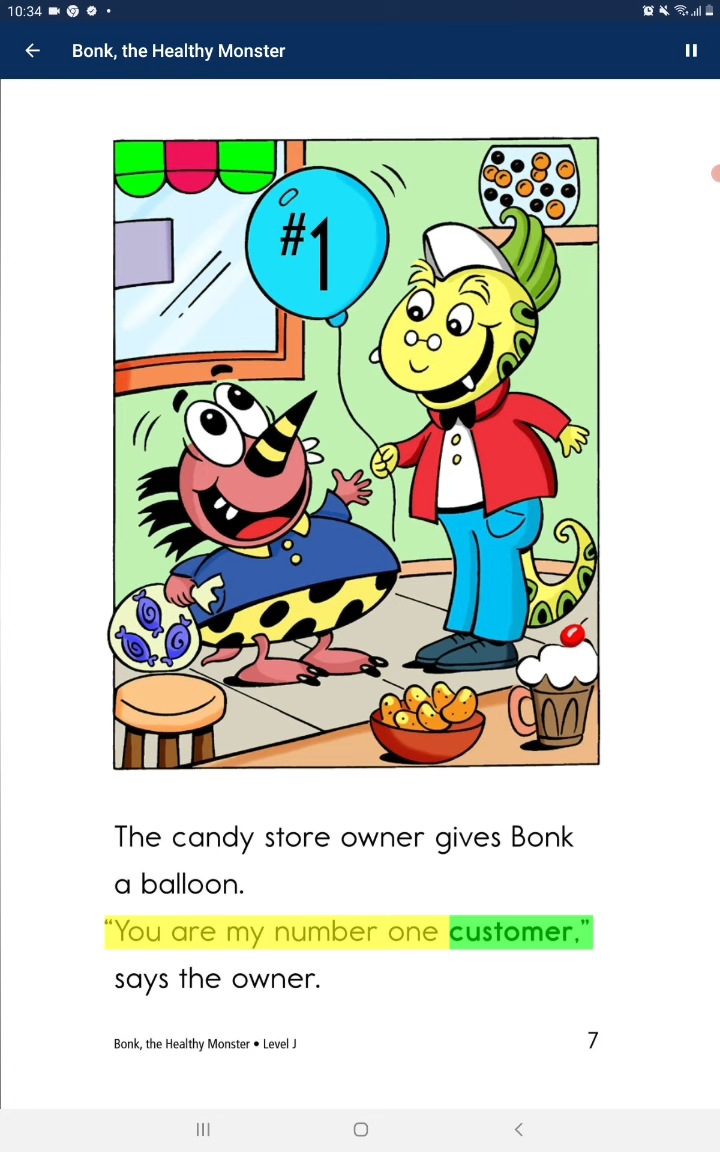 10:34
Bonk, the Healthy Monster
#1
The candy store owner gives Bonk
a balloon.
“You are my number one customer,”
says the owner.
Bonk, the Healthy Monster • Level J
7